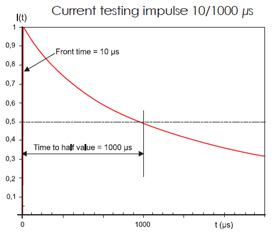 Current testing impulse 10/1000 µs
I(t)
1
0,9
Front time = 10 µs
0,8
0,7
0,6
0,5
0,4
Time to half value = 1000 µs
0,3
0,2
0,1
0
1000
t (µs)